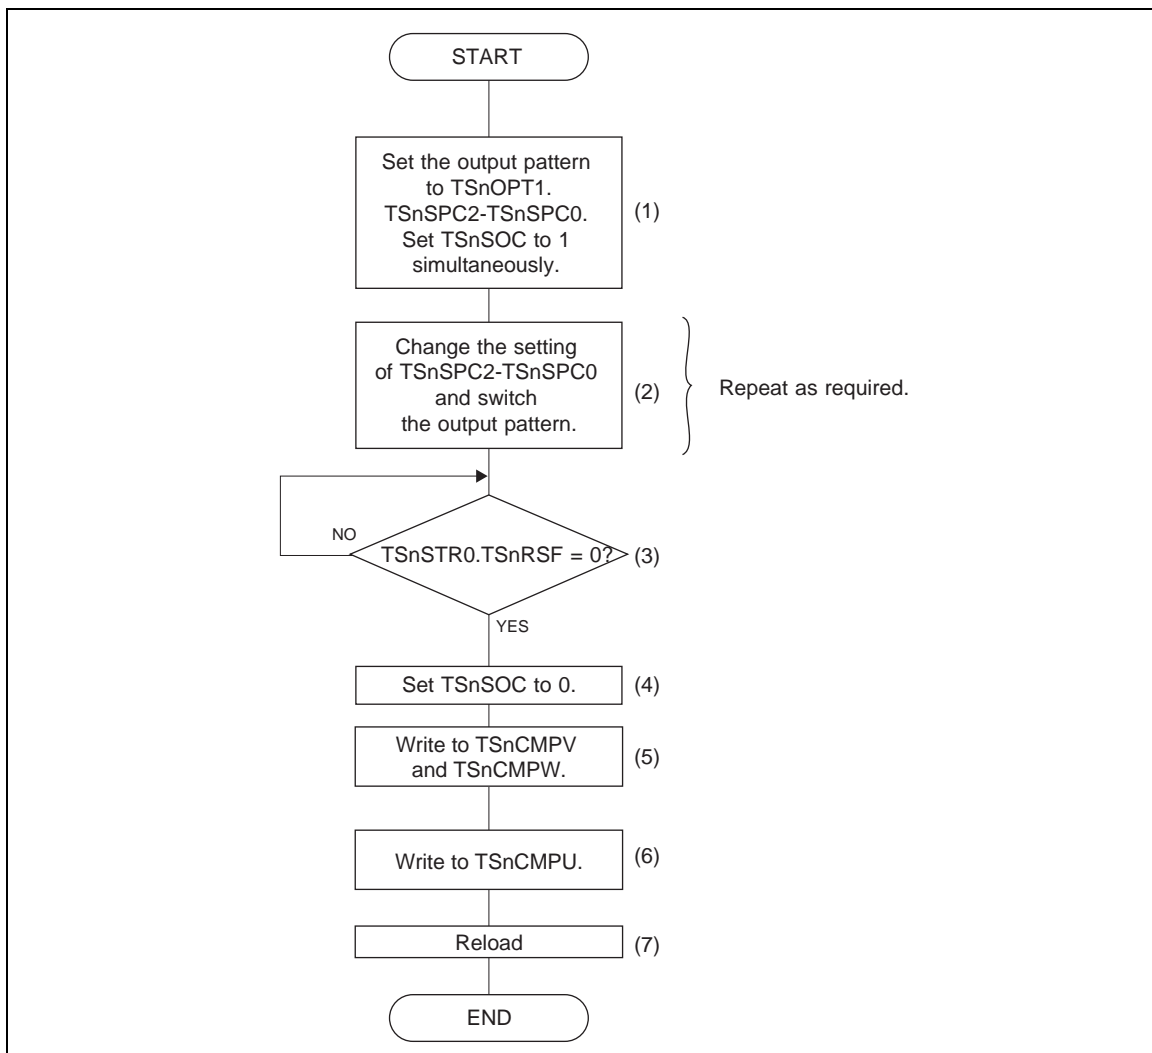 START
Set the output pattern
to TSnOPT1.
TSnSPC2-TSnSPC0.
Set TSnSOC to 1
simultaneously.
(1)
Change the setting
of TSnSPC2-TSnSPC0
and switch
the output pattern.
(2)
Repeat as required.
NO
TSnSTR0.TSnRSF = 0?
(3)
YES
Set TSnSOC to 0.
(4)
Write to TSnCMPV
and TSnCMPW.
(5)
Write to TSnCMPU.
(6)
Reload
(7)
END